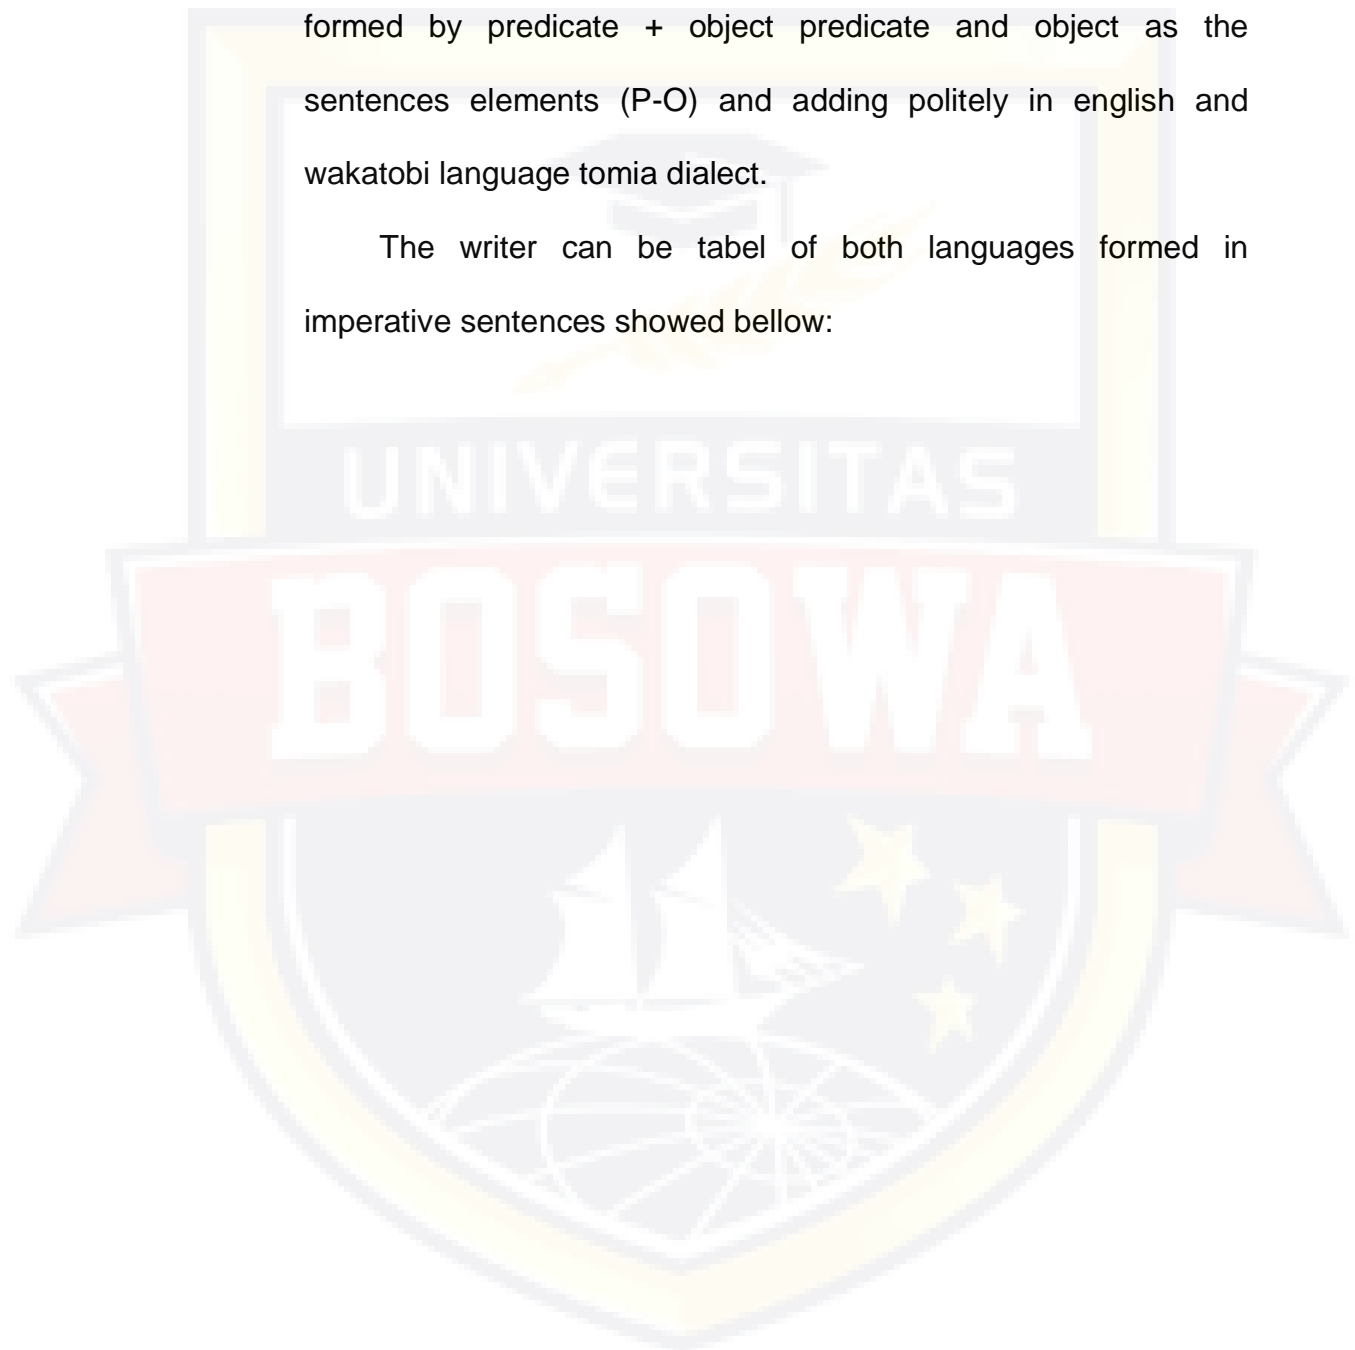 formed by predicate + object predicate and object as the
sentences elements (P-O) and adding politely in english and
wakatobi language tomia dialect.
The writer can be tabel of both languages formed in
imperative sentences showed bellow:
UNIVERSITAS
BOSOWA